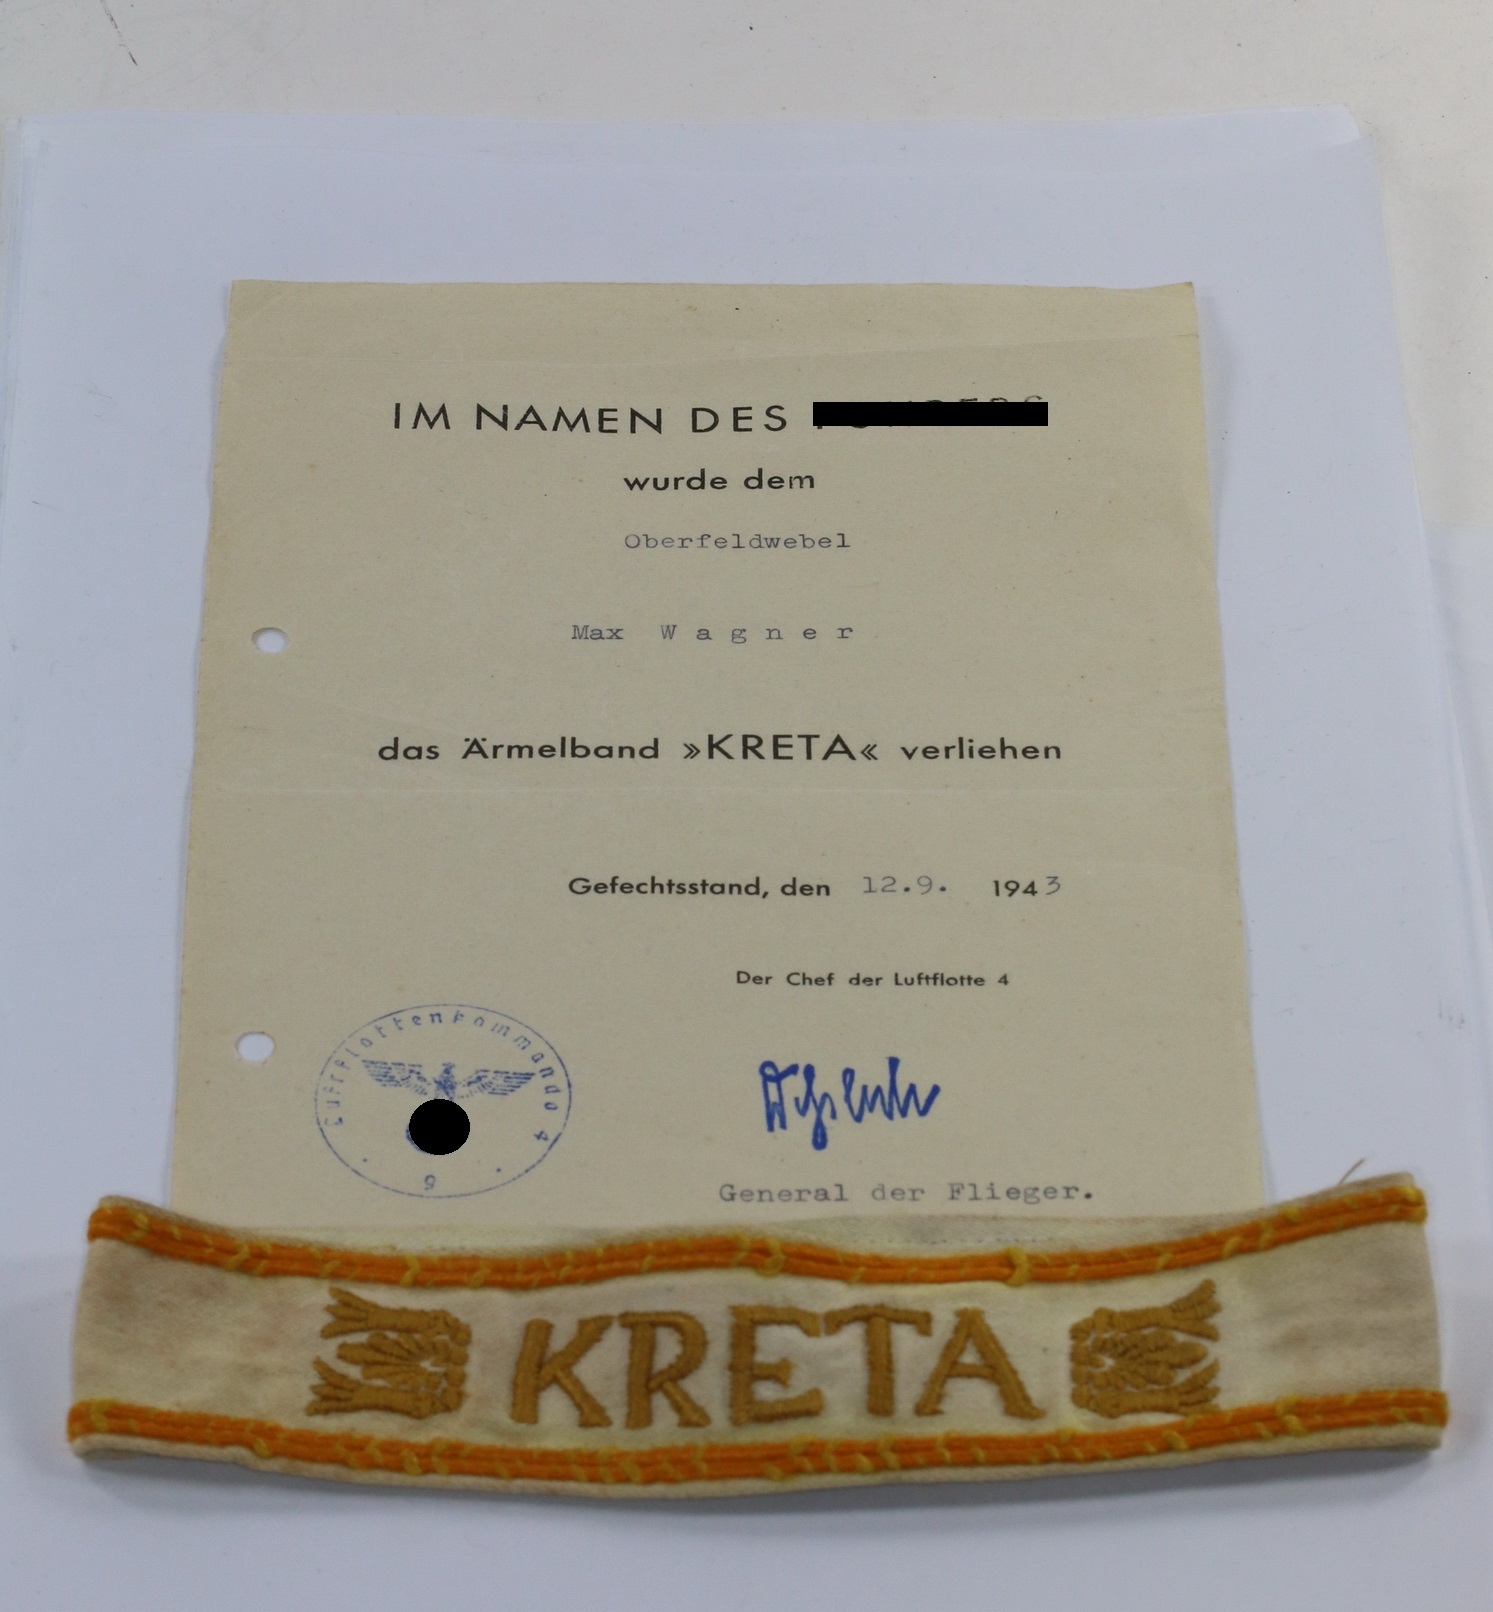 IM NAMEN DES
wurde dem
Oberfeldwebel
Max Wagner
das Ärmelband »KRETA« verliehen
Gefechtsstand, den 12.9. 1943
Der Chef der Luftflotte 4
Luftflottenkommando 4
General der Flieger.
KRETA